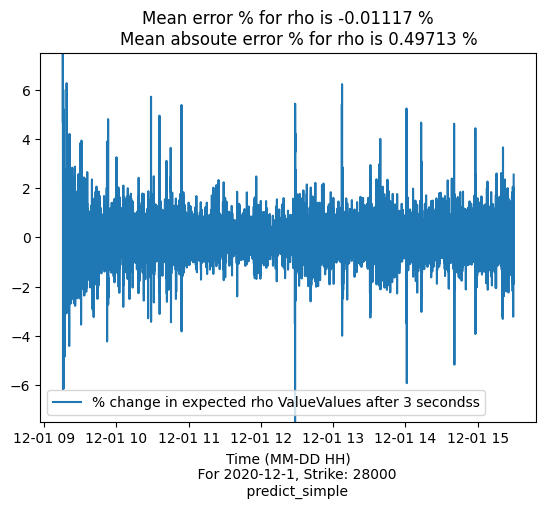 Mean error % for rho is -0.01117 %
Mean absoute error % for rho is 0.49713 %
6
4
2
0
−2
−4
−6
% change in expected rho ValueValues after 3 secondss
12-01 09 12-01 10 12-01 11 12-01 12 12-01 13 12-01 14 12-01 15
Time (MM-DD HH)
For 2020-12-1, Strike: 28000
predict_simple